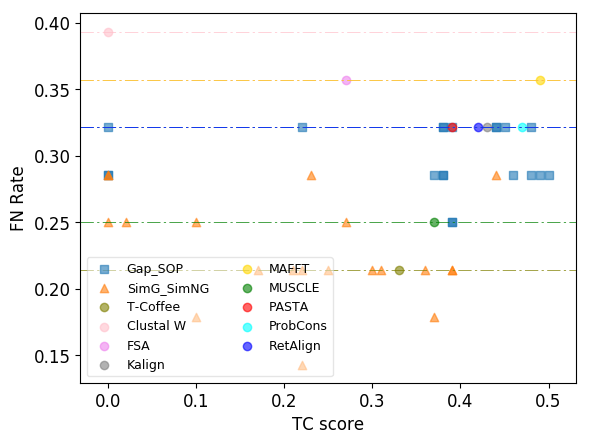 0.40
0.35
0.30
0.25
0.20
0.15
FN Rate
Gap_SOP
SimG_SimNG
T-Coffee
Clustal W
FSA
Kalign
MAFFT
MUSCLE
PASTA
ProbCons
RetAlign
0.0 0.1 0.2 0.3 0.4 0.5
TC score